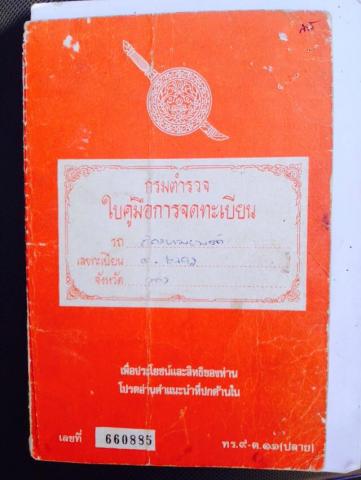 กรมตำรวจ
ใบคู่มือการจดทะเบียน
รถ
เลขทะเบียน
จังหวัด
เพื่อประโยชน์และสิทธิของท่าน
โปรดอ่านคำแนะนำที่ปกด้านใน
เลขที่ 660885 ทร.๙-ต.๑๑(ปลาย)